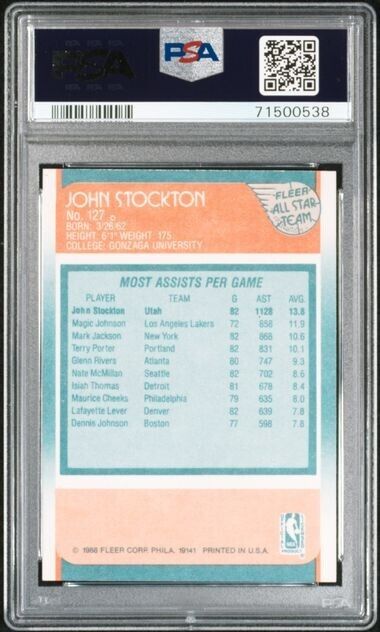 PSA
PSA
71500538
JOHN STOCKTON
No. 127 G
BORN: 3/26/62
HEIGHT: 6'1" WEIGHT: 175
COLLEGE: GONZAGA UNIVERSITY
FLEER
ALL STAR
TEAM
MOST ASSISTS PER GAME
PLAYER TEAM G AST AVG.
John Stockton Utah 82 1128 13.8
Magic Johnson Los Angeles Lakers 72 858 11.9
Mark Jackson New York 82 868 10.6
Terry Porter Portland 82 831 10.1
Glenn Rivers Atlanta 80 747 9.3
Nate McMillan Seattle 82 702 8.6
Isiah Thomas Detroit 81 678 8.4
Maurice Cheeks Philadelphia 79 635 8.0
Lafayette Lever Denver 82 639 7.8
Dennis Johnson Boston 77 598 7.8
NBA
© 1988 FLEER CORP. PHILA. 19141 PRINTED IN U.S.A.